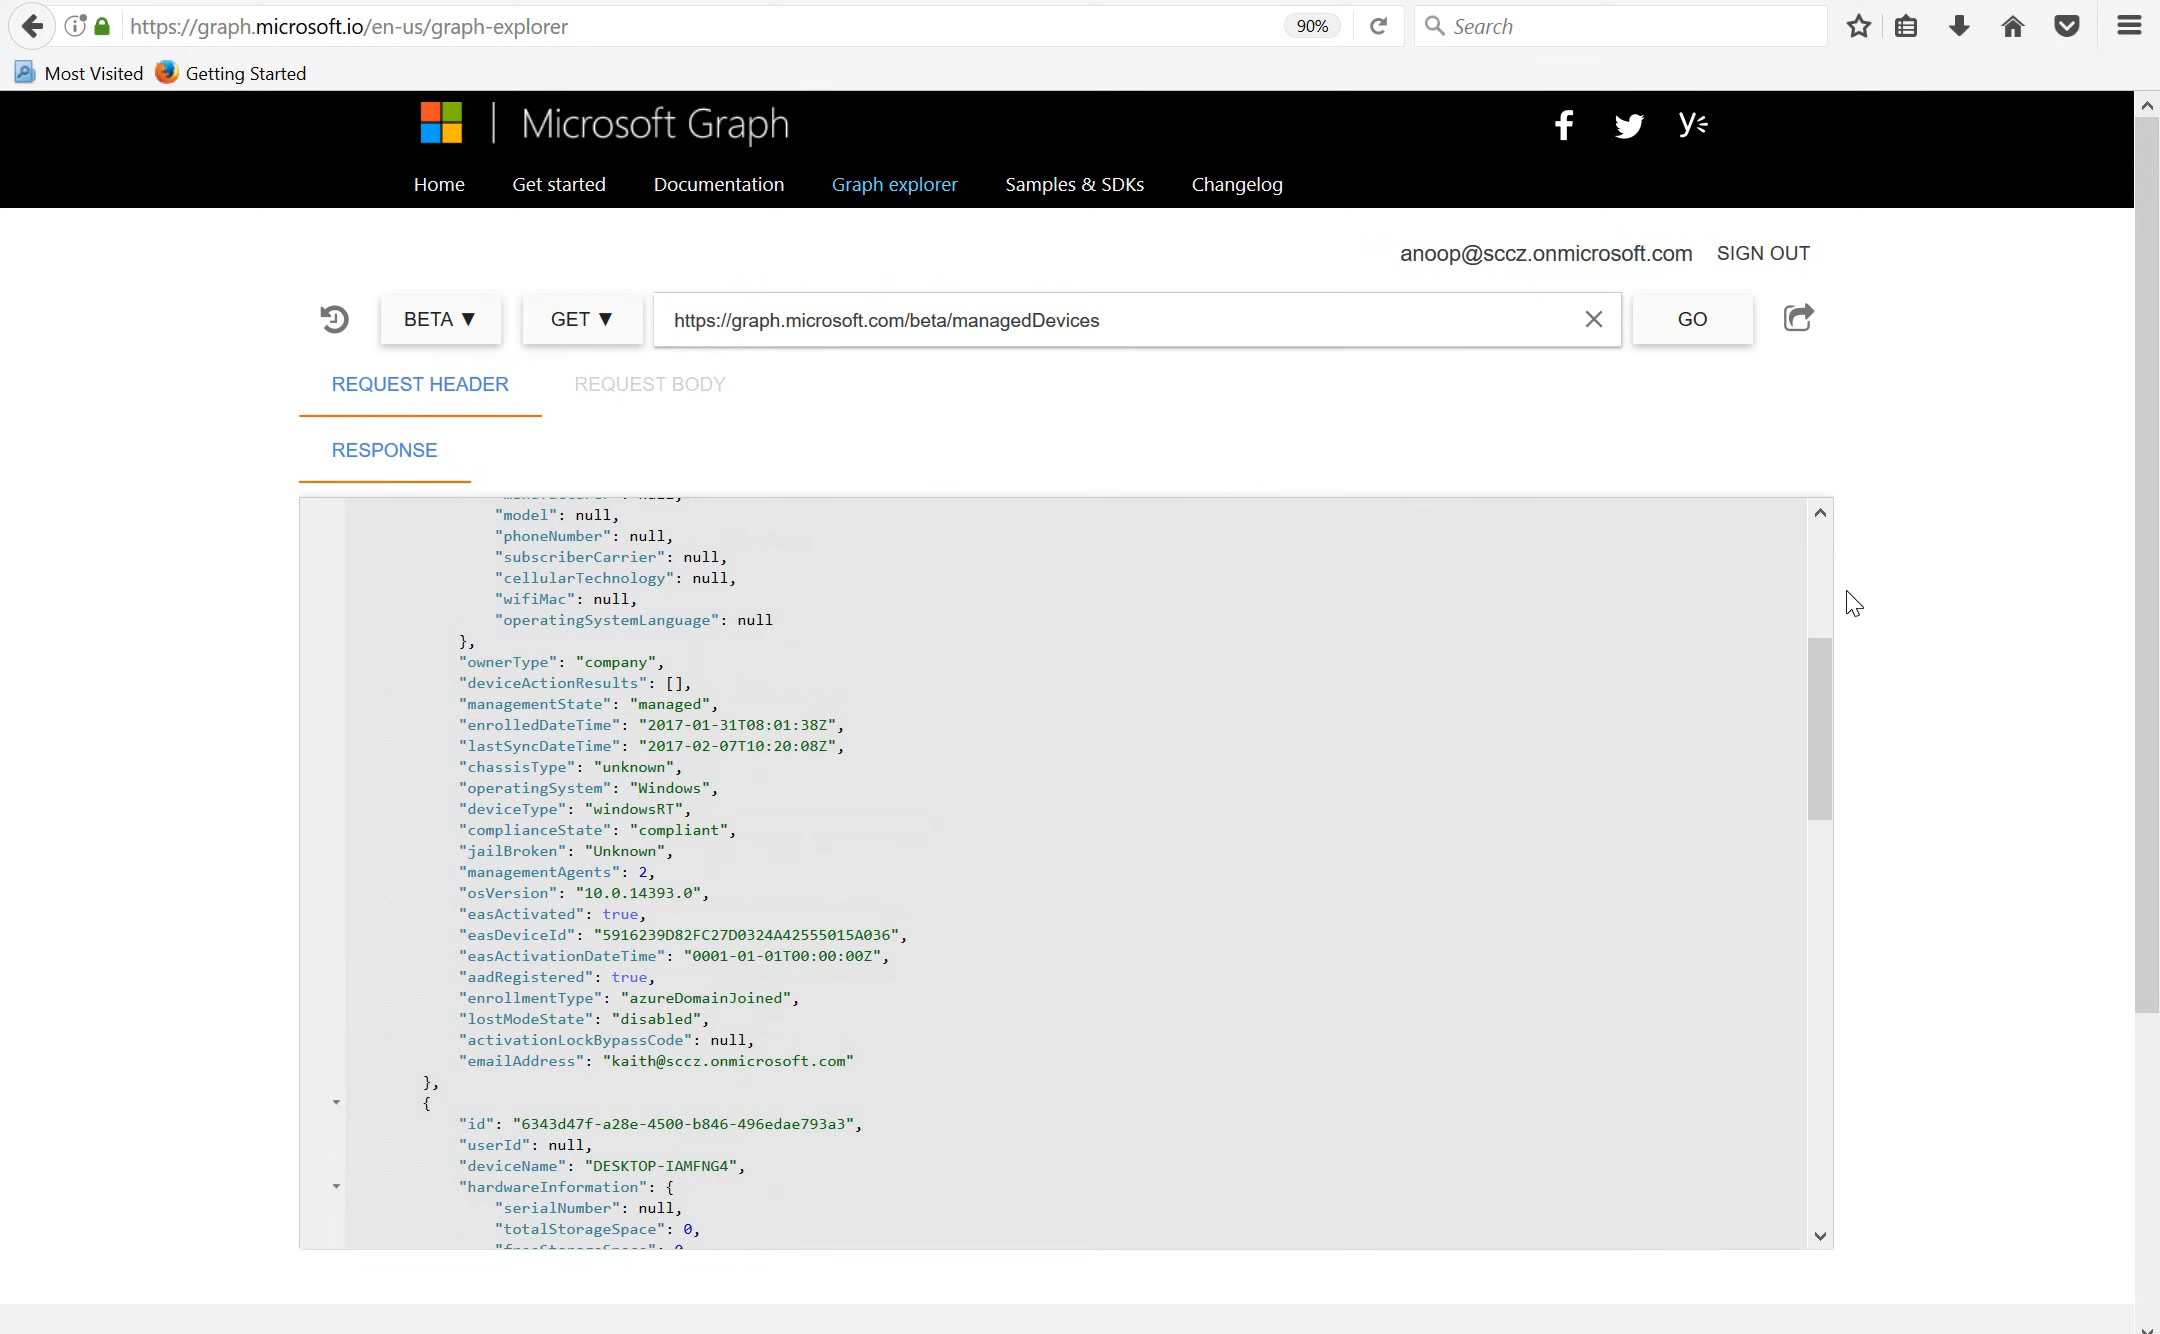 https://graph.microsoft.io/en-us/graph-explorer
90%
Search
Most Visited
Getting Started
Microsoft Graph
Home
Get started
Documentation
Graph explorer
Samples & SDKs
Changelog
anoop@sccz.onmicrosoft.com
SIGN OUT
BETA ▼
GET ▼
https://graph.microsoft.com/beta/managedDevices
GO
REQUEST HEADER
REQUEST BODY
RESPONSE
"model": null,
"phoneNumber": null,
"subscriberCarrier": null,
"cellularTechnology": null,
"wifiMac": null,
"operatingSystemLanguage": null
},
"ownerType": "company",
"deviceActionResults": [],
"managementState": "managed",
"enrolledDateTime": "2017-01-31T08:01:38Z",
"lastSyncDateTime": "2017-02-07T10:20:08Z",
"chassisType": "unknown",
"operatingSystem": "Windows",
"deviceType": "windowsRT",
"complianceState": "compliant",
"jailBroken": "Unknown",
"managementAgents": 2,
"osVersion": "10.0.14393.0",
"easActivated": true,
"easDeviceId": "5916239D82FC27D0324A42555015A036",
"easActivationDateTime": "0001-01-01T00:00:00Z",
"aadRegistered": true,
"enrollmentType": "azureDomainJoined",
"lostModeState": "disabled",
"activationLockBypassCode": null,
"emailAddress": "kaith@sccz.onmicrosoft.com"
},
{
"id": "6343d47f-a28e-4500-b846-496edae793a3",
"userId": null,
"deviceName": "DESKTOP-IAMFNG4",
"hardwareInformation": {
"serialNumber": null,
"totalStorageSpace": 0,